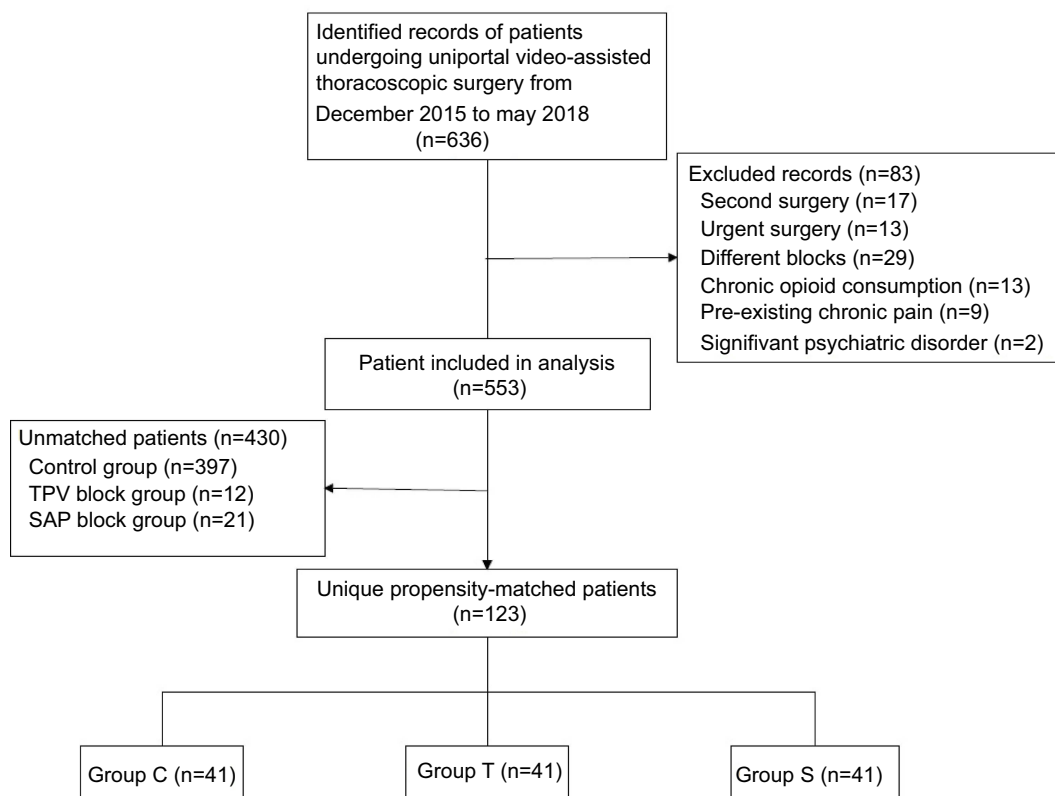 Identified records of patients
undergoing uniportal video-assisted
thoracoscopic surgery from
December 2015 to may 2018
(n=636)
Excluded records (n=83)
Second surgery (n=17)
Urgent surgery (n=13)
Different blocks (n=29)
Chronic opioid consumption (n=13)
Pre-existing chronic pain (n=9)
Signifivant psychiatric disorder (n=2)
Patient included in analysis
(n=553)
Unmatched patients (n=430)
Control group (n=397)
TPV block group (n=12)
SAP block group (n=21)
Unique propensity-matched patients
(n=123)
Group C (n=41)
Group T (n=41)
Group S (n=41)